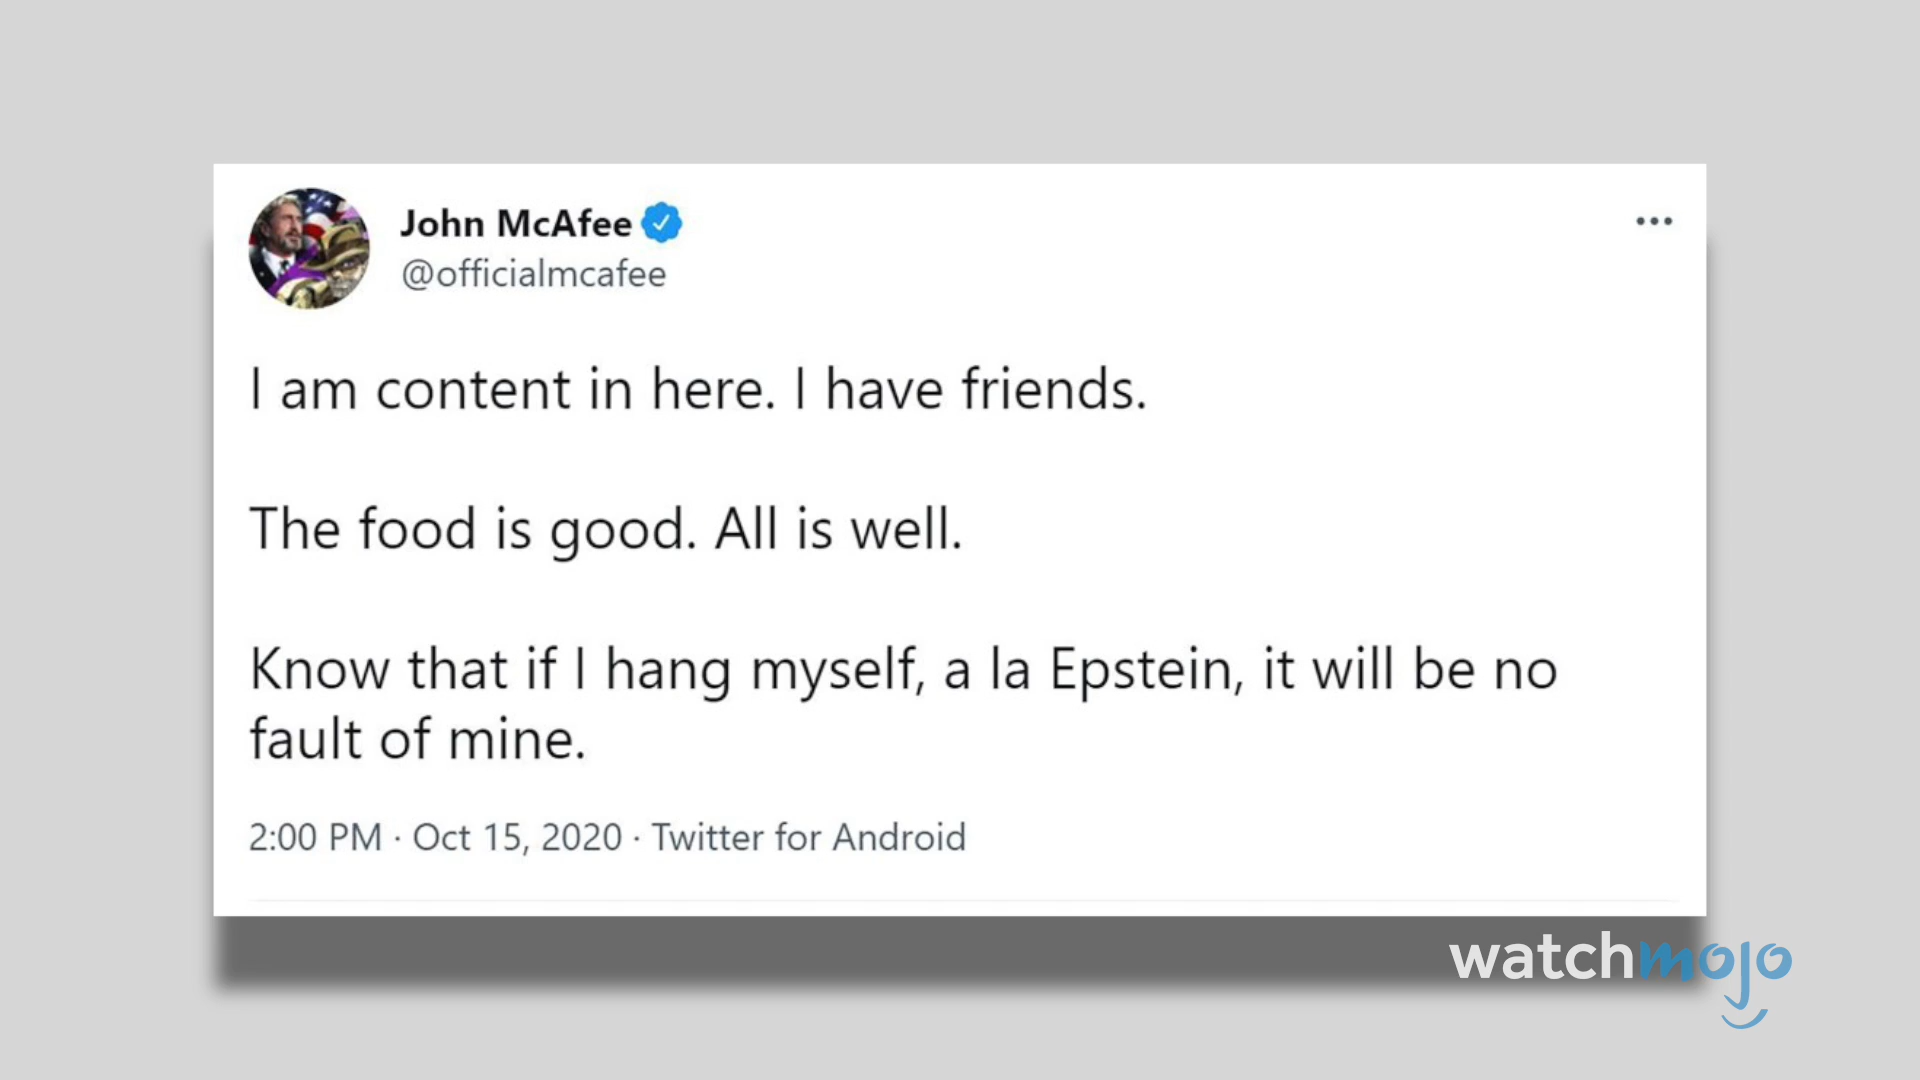 John McAfee
@officialmcafee
I am content in here. I have friends.
The food is good. All is well.
Know that if I hang myself, a la Epstein, it will be no
fault of mine.
2:00 PM · Oct 15, 2020 · Twitter for Android
watchmojo